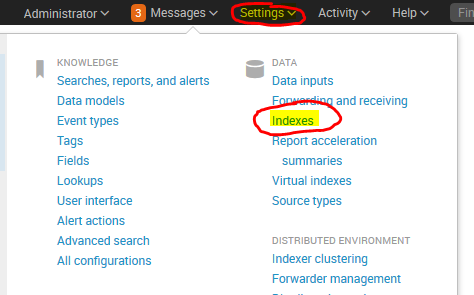 Administrator 3 Messages Settings Activity Help Fin
KNOWLEDGE
Searches, reports, and alerts
Data models
Event types
Tags
Fields
Lookups
User interface
Alert actions
Advanced search
All configurations
DATA
Data inputs
Forwarding and receiving
Indexes
Report acceleration
summaries
Virtual indexes
Source types
DISTRIBUTED ENVIRONMENT
Indexer clustering
Forwarder management